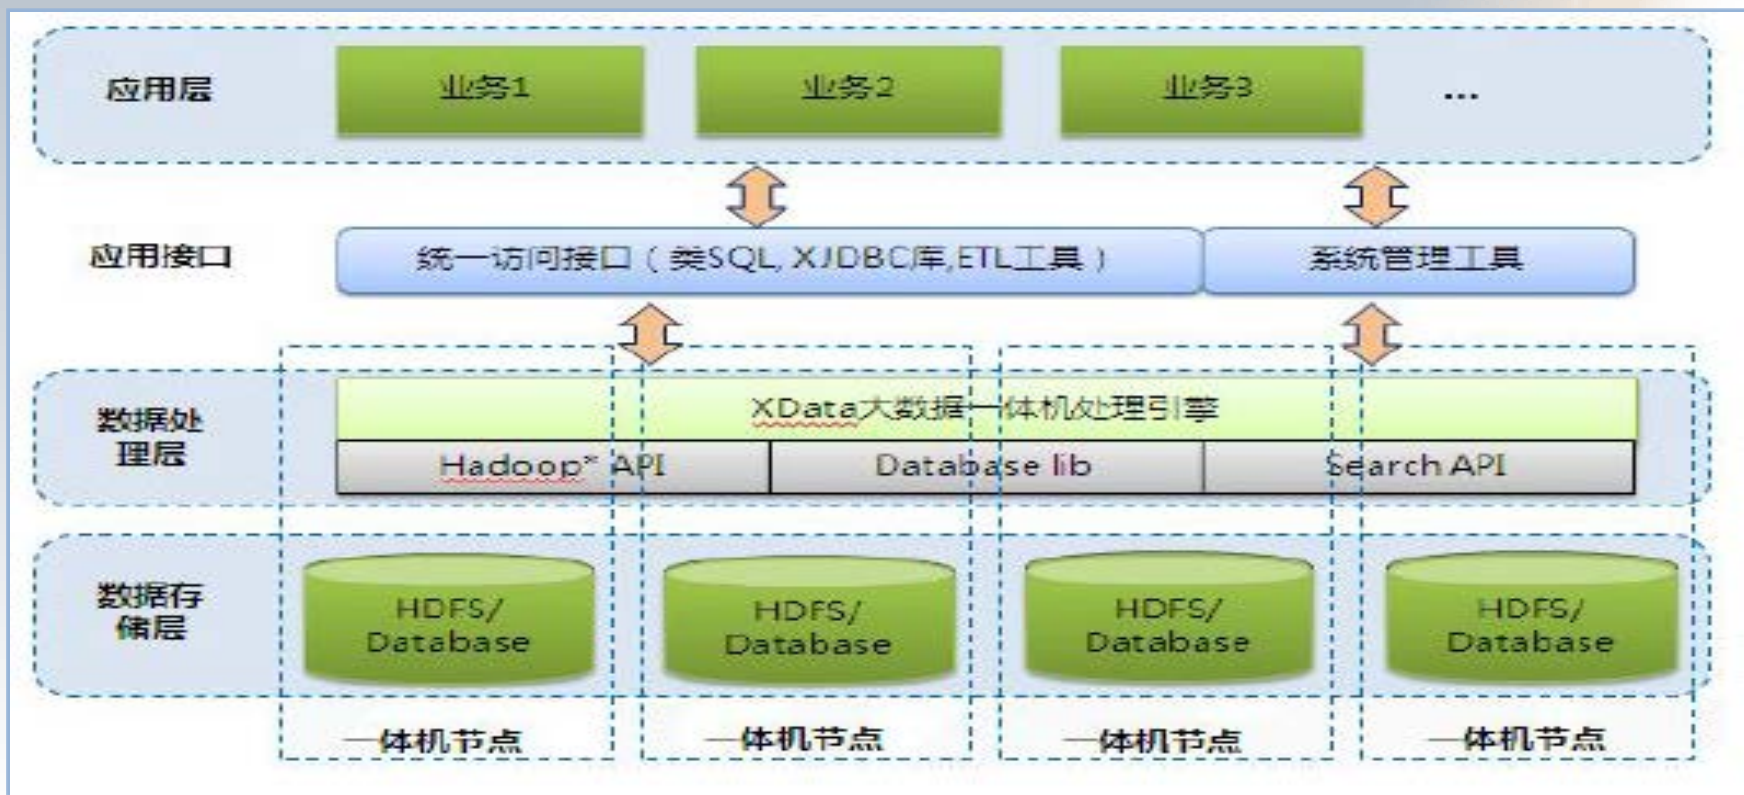 应用层
业务1
业务2
业务3
...
应用接口
统一访问接口（类SQL, XJDBC库,ETL工具）
系统管理工具
数据处
理层
XData大数据一体机处理引擎
Hadoop* API
Database lib
Search API
数据存
储层
HDFS/
Database
HDFS/
Database
HDFS/
Database
HDFS/
Database
一体机节点
一体机节点
一体机节点
一体机节点